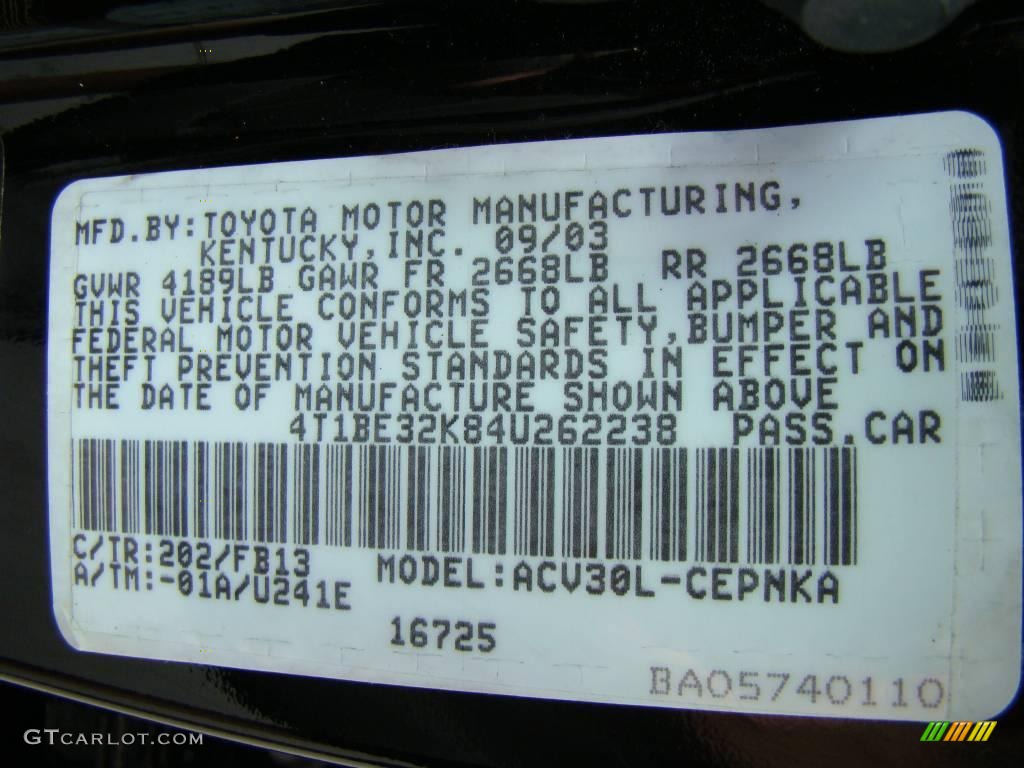 MFD.BY:TOYOTA MOTOR MANUFACTURING,
KENTUCKY,INC. 09/03
GVWR 4189LB GAWR FR 2668LB RR 2668LB
THIS VEHICLE CONFORMS TO ALL APPLICABLE
FEDERAL MOTOR VEHICLE SAFETY,BUMPER AND
THEFT PREVENTION STANDARDS IN EFFECT ON
THE DATE OF MANUFACTURE SHOWN ABOVE
4T1BE32K84U262238 PASS.CAR
C/TR:202/FB13
A/TM:-01A/U241E
MODEL:ACV30L-CEPNKA
16725
BA05740110
GTCARLOT.COM